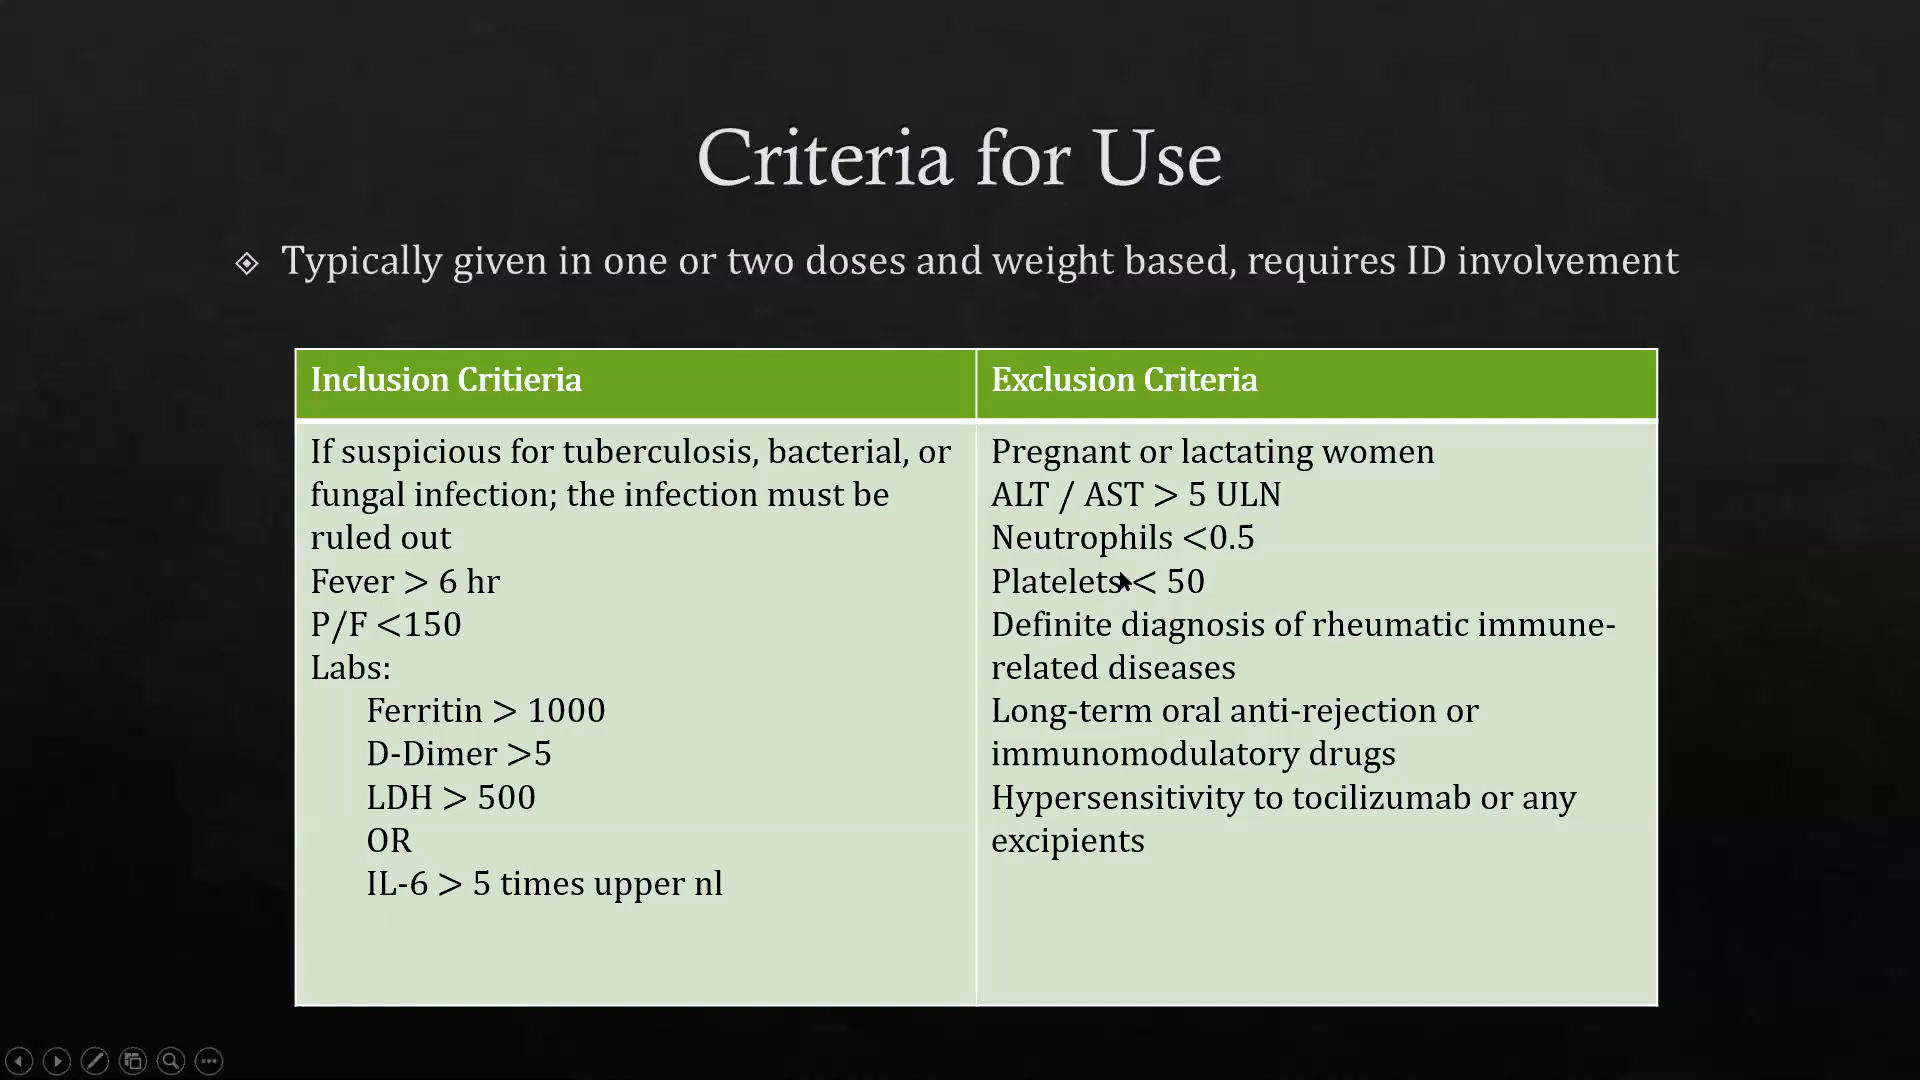 Criteria for Use
Typically given in one or two doses and weight based, requires ID involvement
Inclusion Critieria
If suspicious for tuberculosis, bacterial, or
fungal infection; the infection must be
ruled out
Fever > 6 hr
P/F <150
Labs:
Ferritin > 1000
D-Dimer >5
LDH > 500
OR
IL-6 > 5 times upper nl
Exclusion Criteria
Pregnant or lactating women
ALT / AST > 5 ULN
Neutrophils <0.5
Platelets < 50
Definite diagnosis of rheumatic immune-
related diseases
Long-term oral anti-rejection or
immunomodulatory drugs
Hypersensitivity to tocilizumab or any
excipients